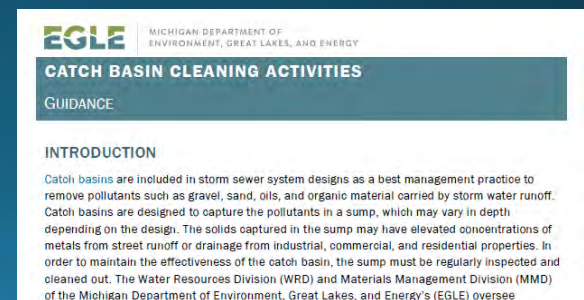 EGLE
MICHIGAN DEPARTMENT OF
ENVIRONMENT, GREAT LAKES, AND ENERGY
CATCH BASIN CLEANING ACTIVITIES
GUIDANCE
INTRODUCTION
Catch basins are included in storm sewer system designs as a best management practice to
remove pollutants such as gravel, sand, oils, and organic material carried by storm water runoff.
Catch basins are designed to capture the pollutants in a sump, which may vary in depth
depending on the design. The solids captured in the sump may have elevated concentrations of
metals from street runoff or drainage from industrial, commercial, and residential properties. In
order to maintain the effectiveness of the catch basin, the sump must be regularly inspected and
cleaned out. The Water Resources Division (WRD) and Materials Management Division (MMD)
of the Michigan Department of Environment, Great Lakes, and Energy's (EGLE) oversee